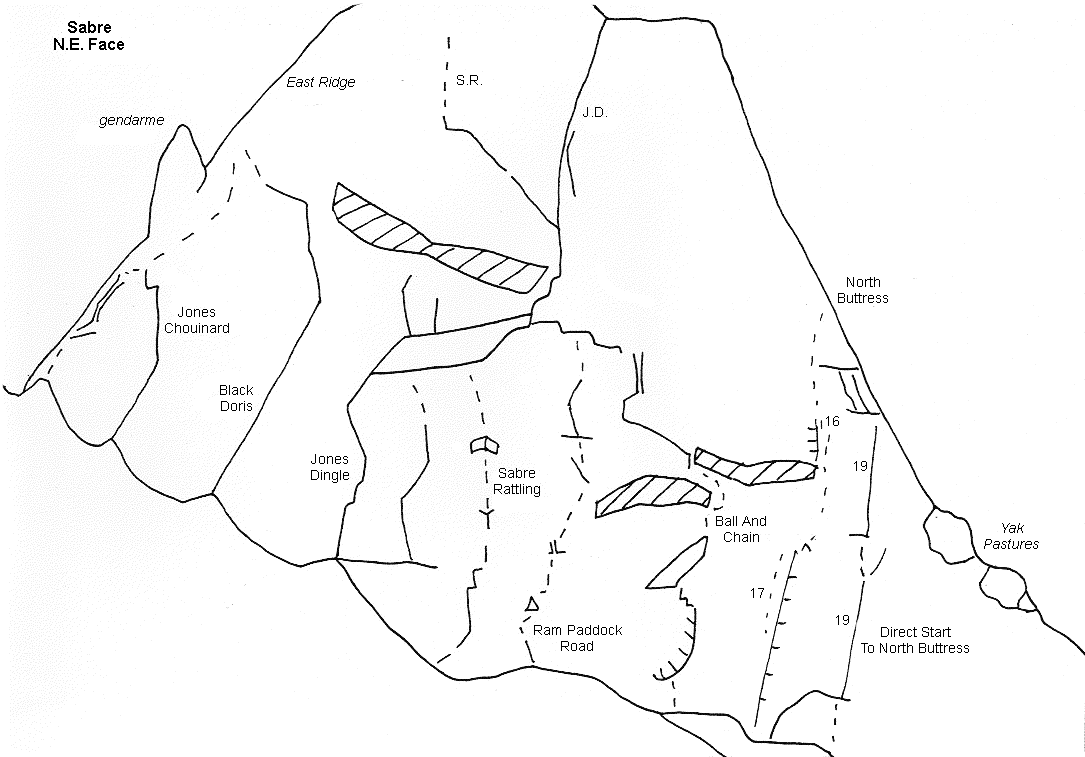 Sabre
N.E. Face
East Ridge
S.R.
gendarme
J.D.
North
Buttress
Jones
Chouinard
Black
Doris
16
Jones
Dingle
19
Sabre
Rattling
Ball And
Chain
Yak
Pastures
17
19
Ram Paddock
Road
Direct Start
To North Buttress